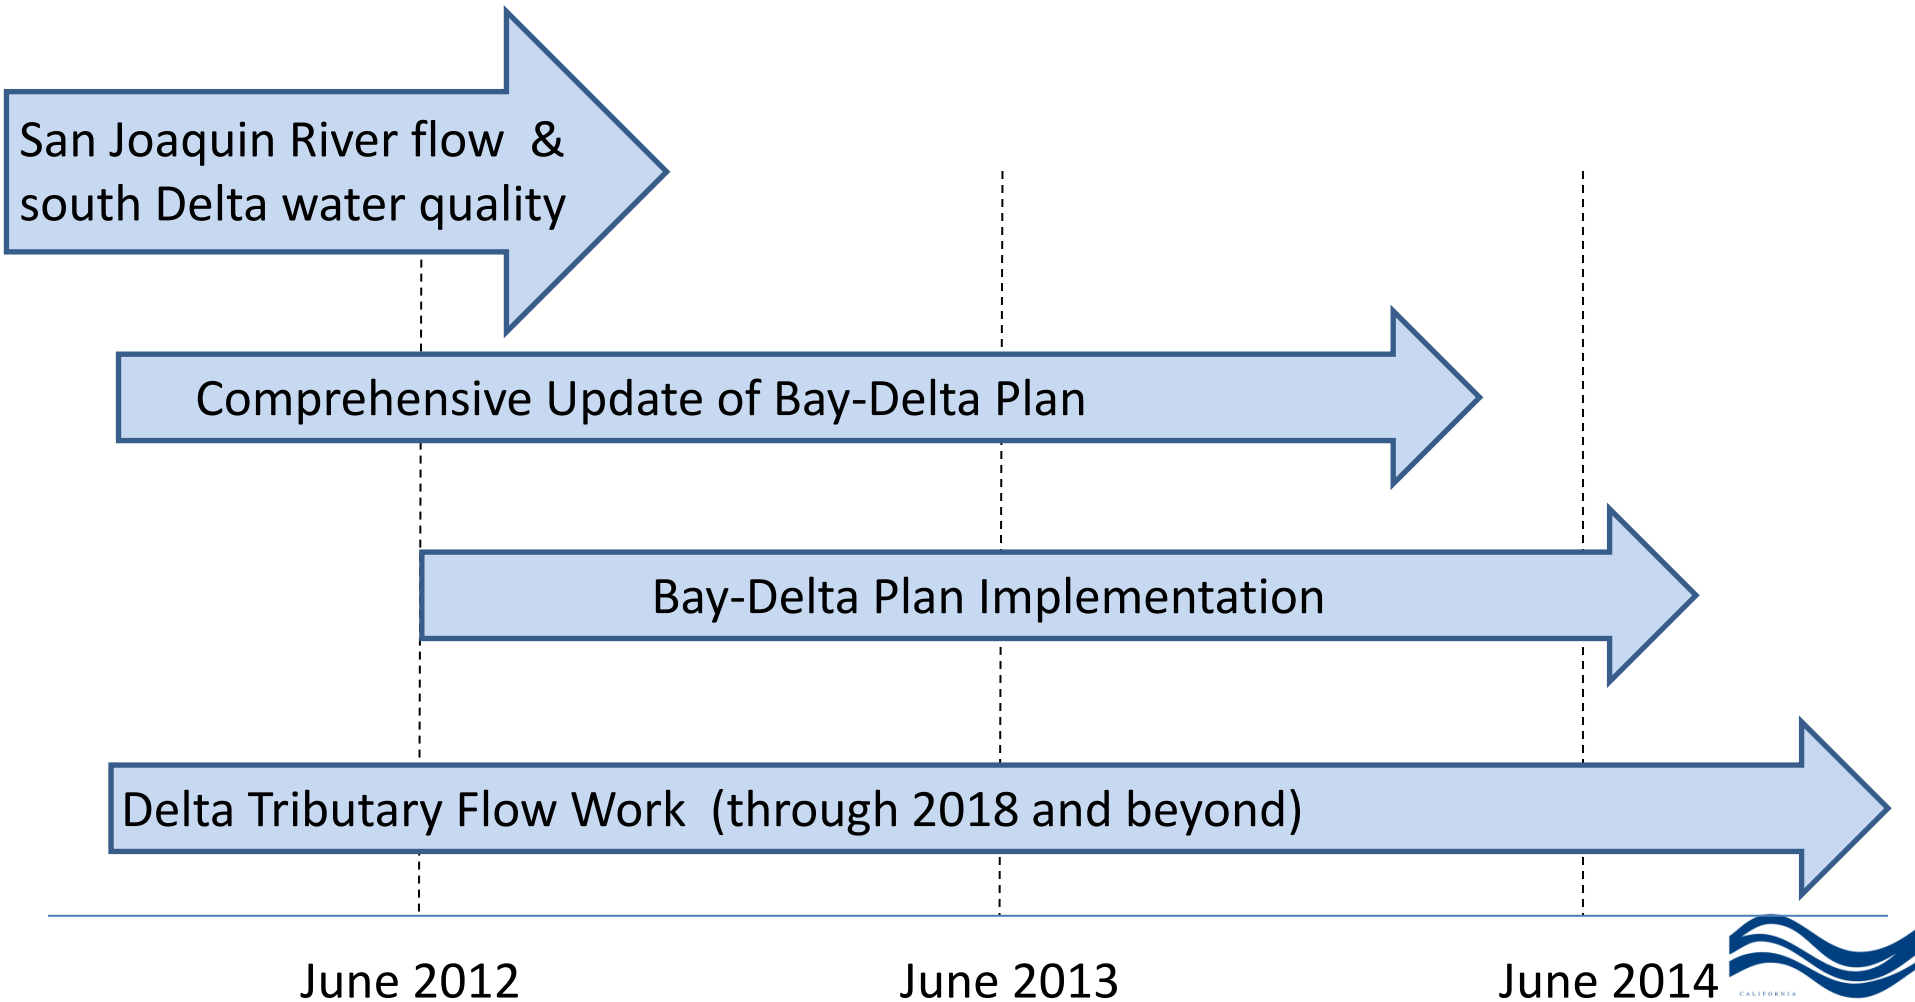 San Joaquin River flow  &
south Delta water quality
Comprehensive Update of Bay-Delta Plan
Bay-Delta Plan Implementation
Delta Tributary Flow Work  (through 2018 and beyond)
June 2012
June 2013
June 2014
CALIFORNIA